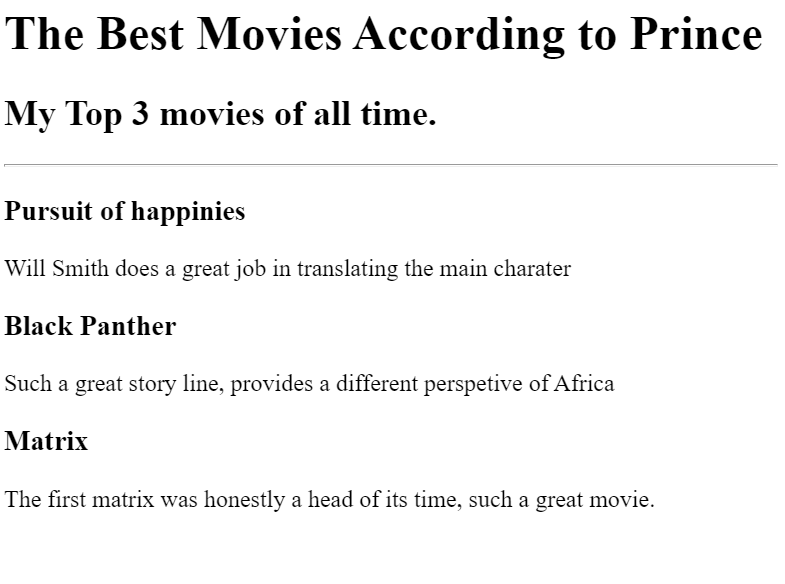 The Best Movies According to Prince
My Top 3 movies of all time.
Pursuit of happinies
Will Smith does a great job in translating the main charater
Black Panther
Such a great story line, provides a different perspetive of Africa
Matrix
The first matrix was honestly a head of its time, such a great movie.